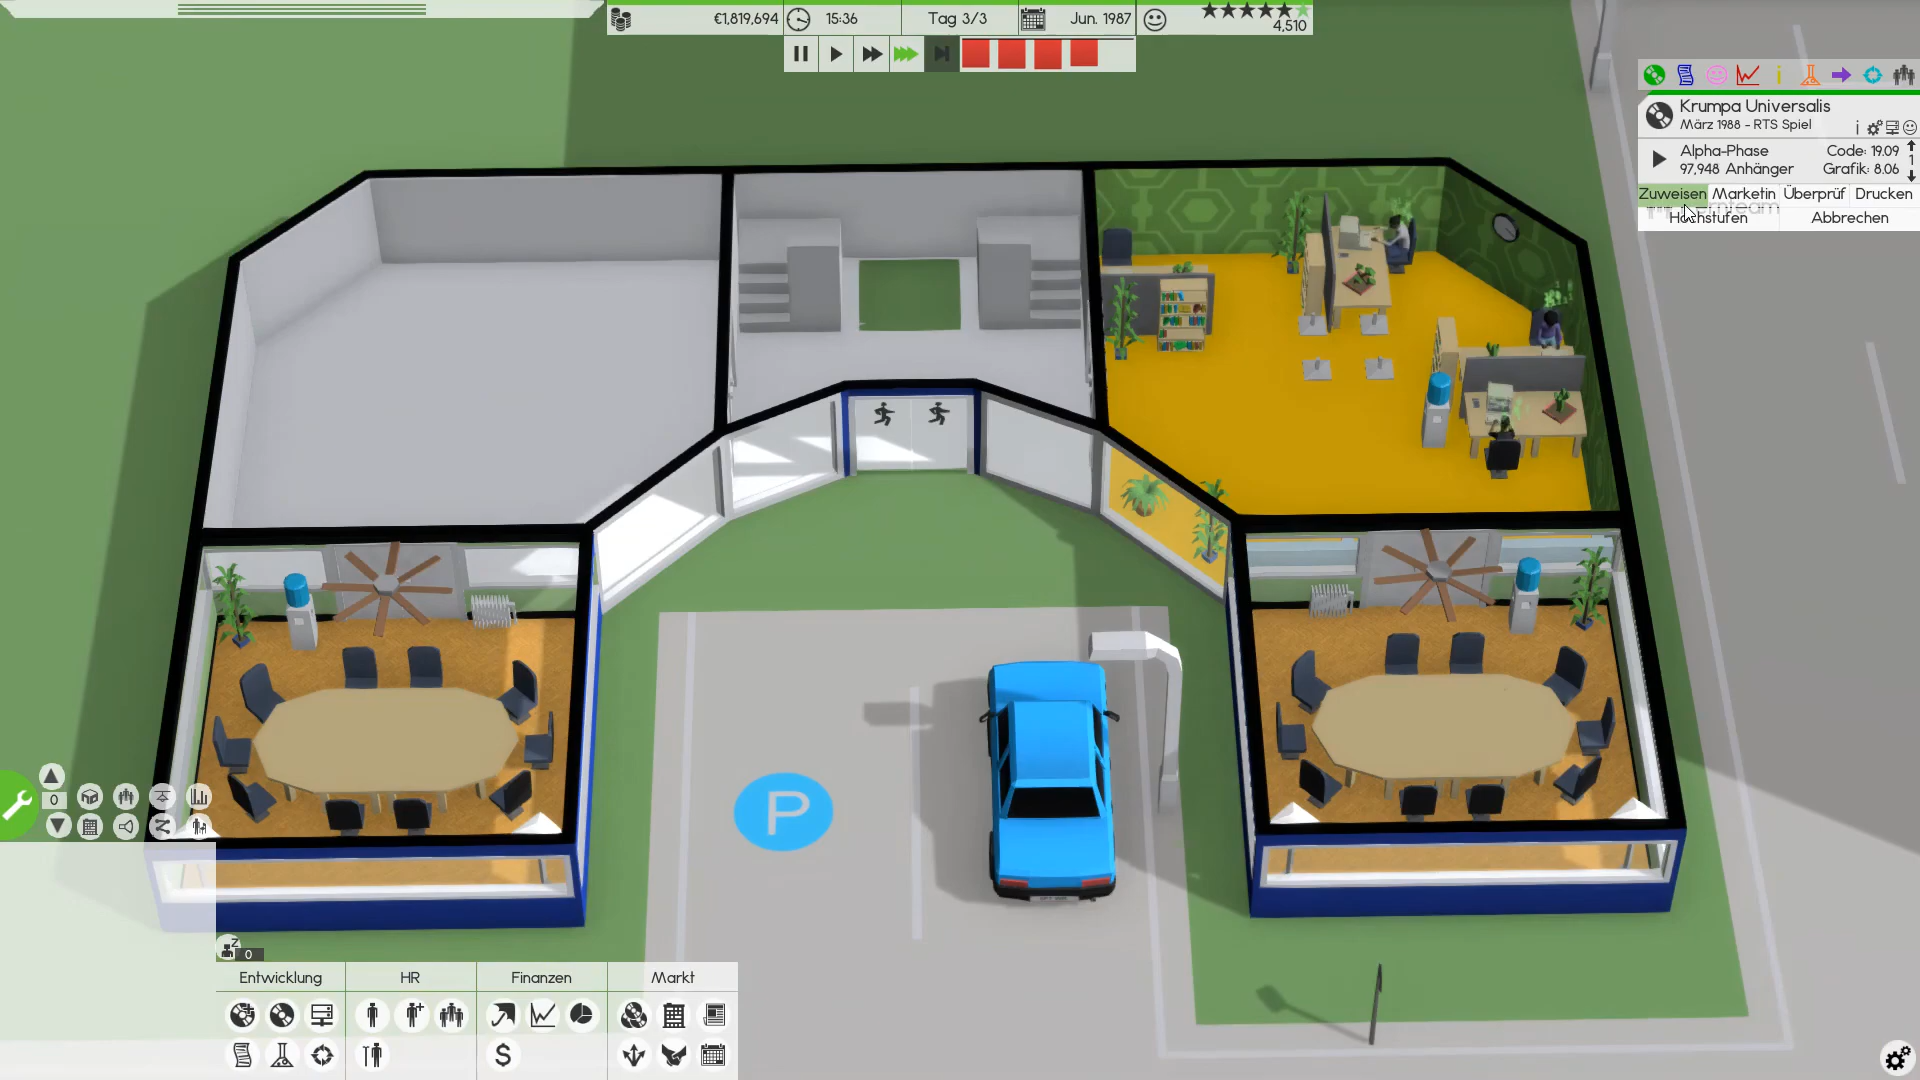 €1,819,694
15:36
Tag 3/3
Jun. 1987
4,510
Krumpa Universalis
März 1988 - RTS Spiel
i
Alpha-Phase
Code: 19.09
97,948 Anhänger
Grafik: 8.06
1
Zuweisen
Marketin
Überprüf
Drucken
Hochstufen
Abbrechen
P
0
Z
0
Entwicklung
HR
Finanzen
Markt